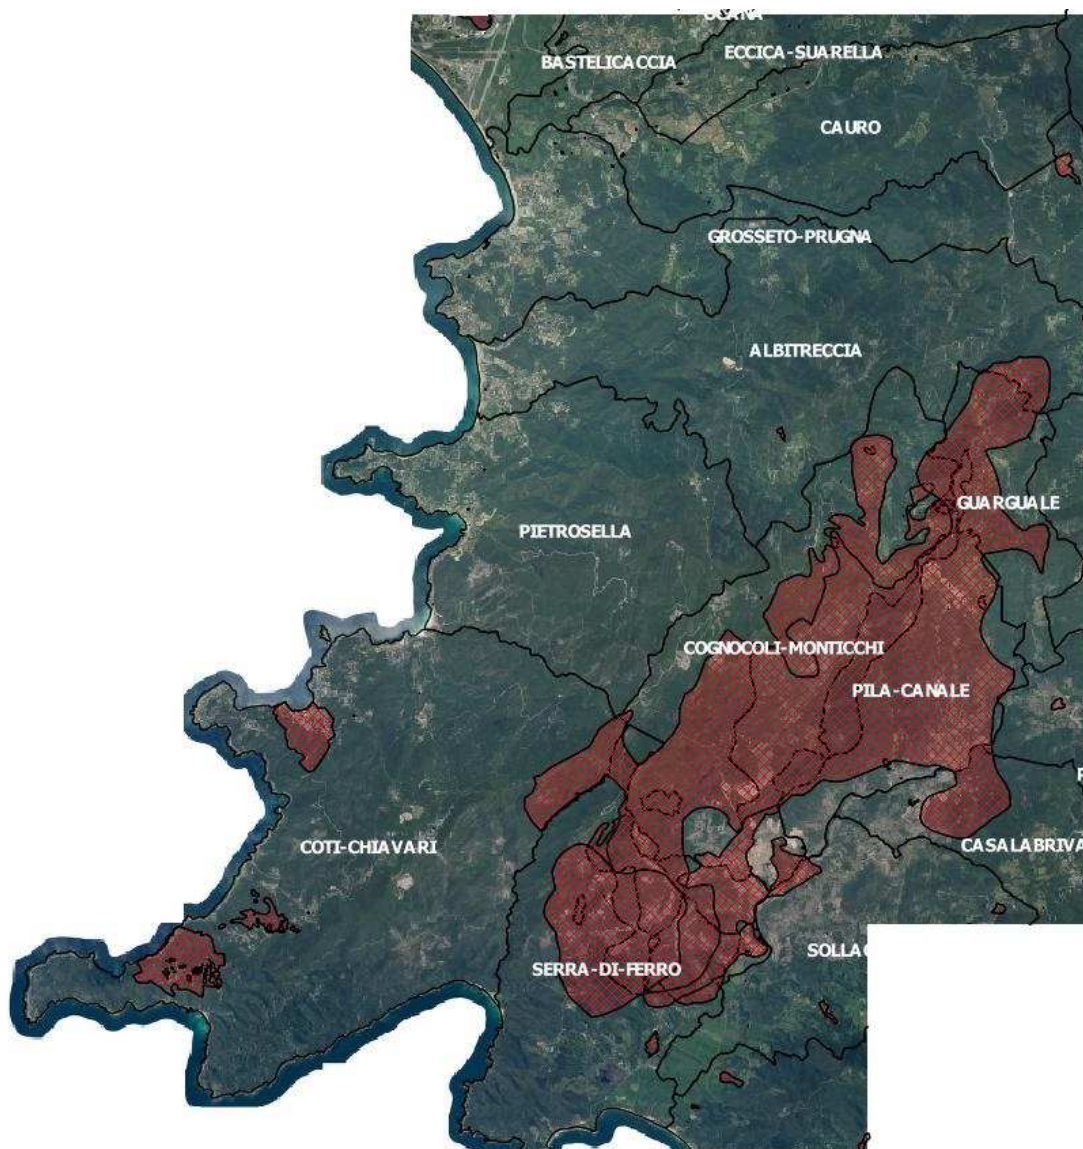 BASTELICACCIA
ECCICA-SUARELLA
CAURO
GROSSETO-PRUGNA
ALBITRECCIA
GUARGUALE
PIETROSELLA
COGNOCOLI-MONTICCHI
PILA-CANALE
COTI-CHIAVARI
CASALABRIVA
SERRA-DI-FERRO